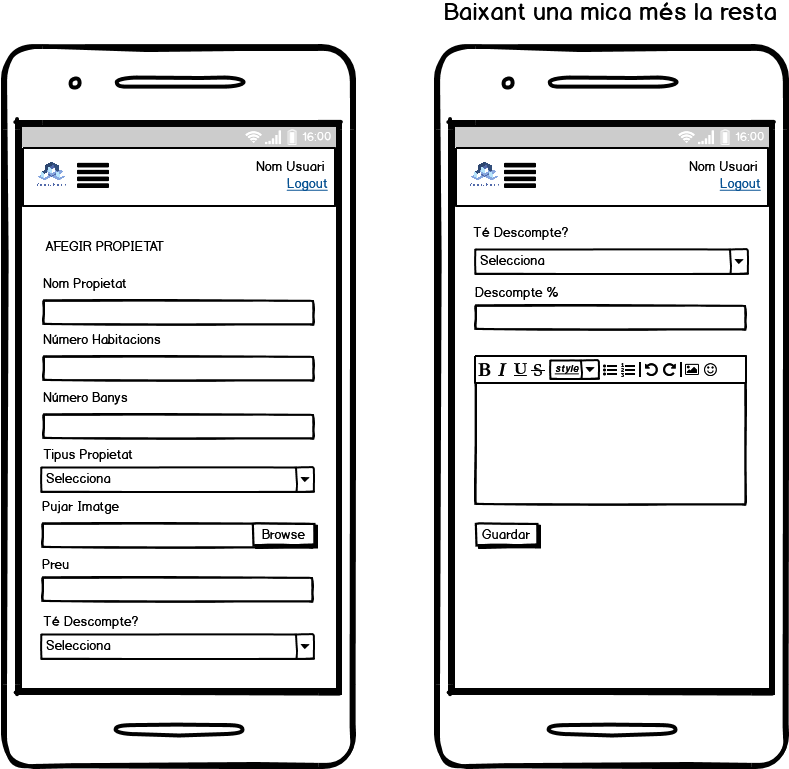 Baixant una mica més la resta
16:00
Nom Usuari
Logout
AFEGIR PROPIETAT
Nom Propietat
Número Habitacions
Número Banys
Tipus Propietat
Selecciona
Pujar Imatge
Browse
Preu
Té Descompte?
Selecciona
16:00
Nom Usuari
Logout
Té Descompte?
Selecciona
Descompte %
B I U S style
Guardar